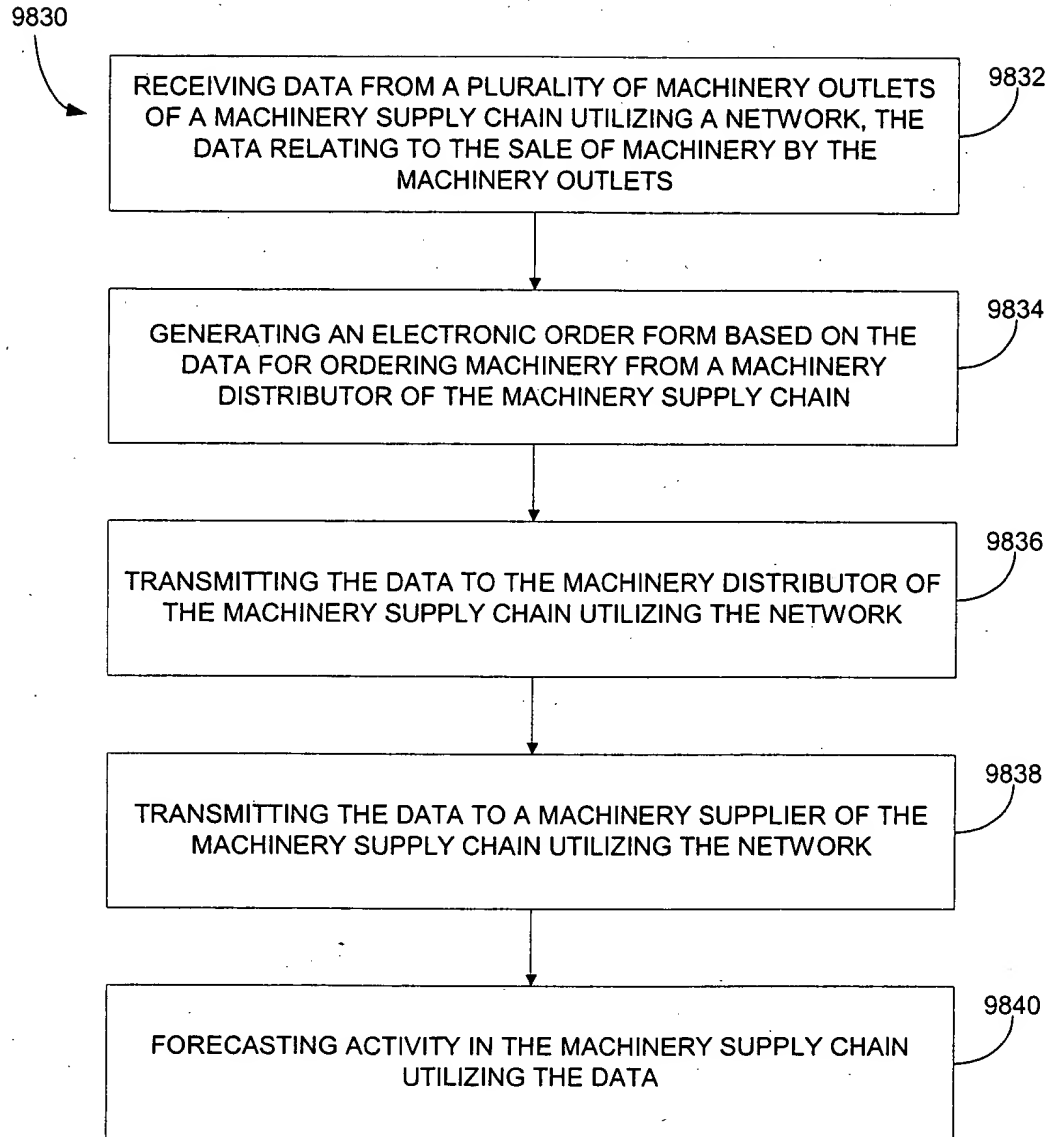 9830
RECEIVING DATA FROM A PLURALITY OF MACHINERY OUTLETS
OF A MACHINERY SUPPLY CHAIN UTILIZING A NETWORK, THE
DATA RELATING TO THE SALE OF MACHINERY BY THE
MACHINERY OUTLETS
9832
GENERATING AN ELECTRONIC ORDER FORM BASED ON THE
DATA FOR ORDERING MACHINERY FROM A MACHINERY
DISTRIBUTOR OF THE MACHINERY SUPPLY CHAIN
9834
TRANSMITTING THE DATA TO THE MACHINERY DISTRIBUTOR OF
THE MACHINERY SUPPLY CHAIN UTILIZING THE NETWORK
9836
TRANSMITTING THE DATA TO A MACHINERY SUPPLIER OF THE
MACHINERY SUPPLY CHAIN UTILIZING THE NETWORK
9838
FORECASTING ACTIVITY IN THE MACHINERY SUPPLY CHAIN
UTILIZING THE DATA
9840